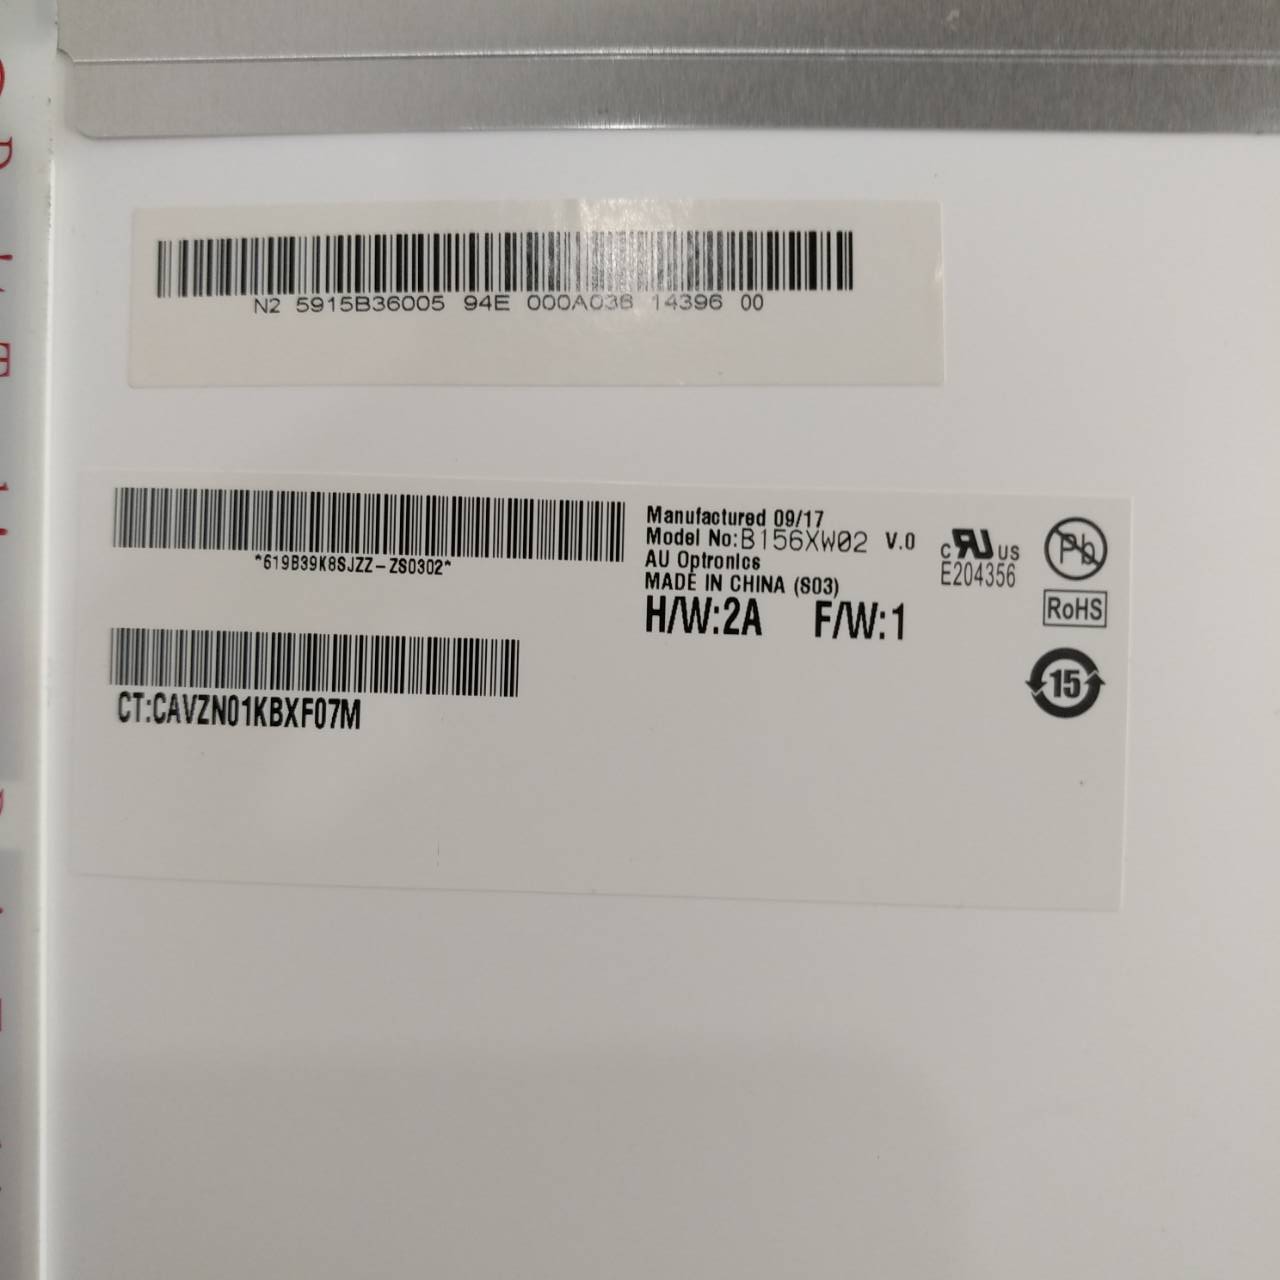 N2 5915B36005 94E 000A036 14396 00
*619B39K8SJZZ-ZS0302*
Manufactured 09/17
Model No:B156XW02 V.0
AU Optronics
MADE IN CHINA (S03)
H/W:2A F/W:1
c RU US
E204356
Pb
RoHS
15
CT:CAVZN01KBXF07M